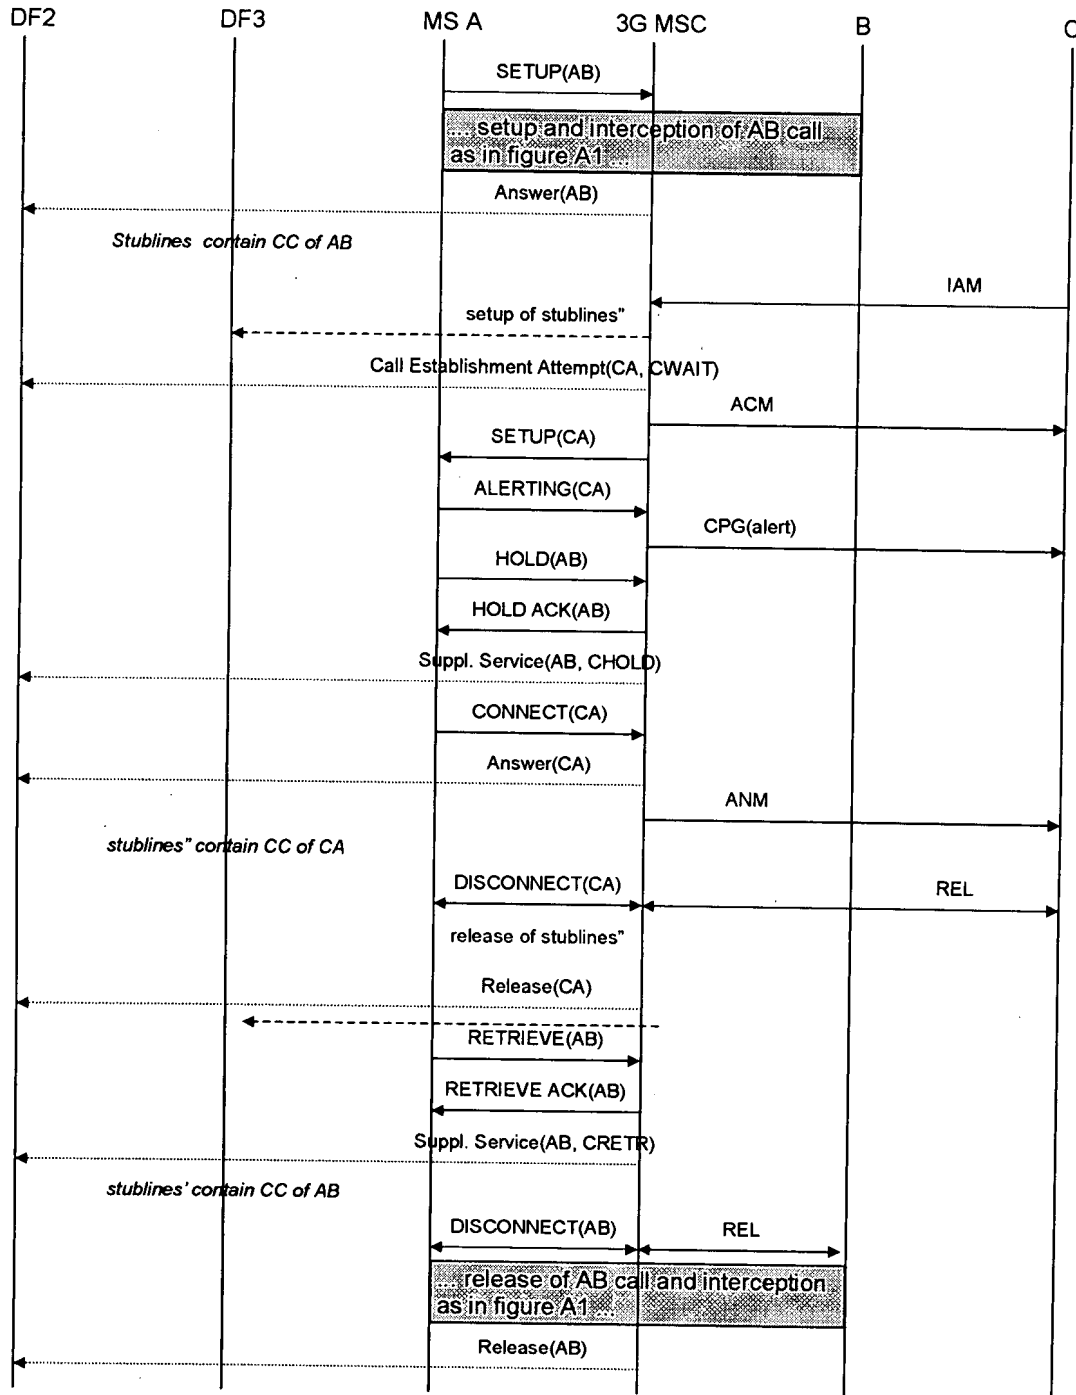 DF2 DF3 MS A 3G MSC B C
SETUP(AB)
... setup and interception of AB call
as in figure A1 ...
Answer(AB)
Stublines contain CC of AB
IAM
setup of stublines"
Call Establishment Attempt(CA, CWAIT)
ACM
SETUP(CA)
ALERTING(CA)
CPG(alert)
HOLD(AB)
HOLD ACK(AB)
Suppl. Service(AB, CHOLD)
CONNECT(CA)
Answer(CA)
ANM
stublines" contain CC of CA
DISCONNECT(CA) REL
release of stublines"
Release(CA)
RETRIEVE(AB)
RETRIEVE ACK(AB)
Suppl. Service(AB, CRETR)
stublines' contain CC of AB
DISCONNECT(AB) REL
... release of AB call and interception
as in figure A1 ...
Release(AB)